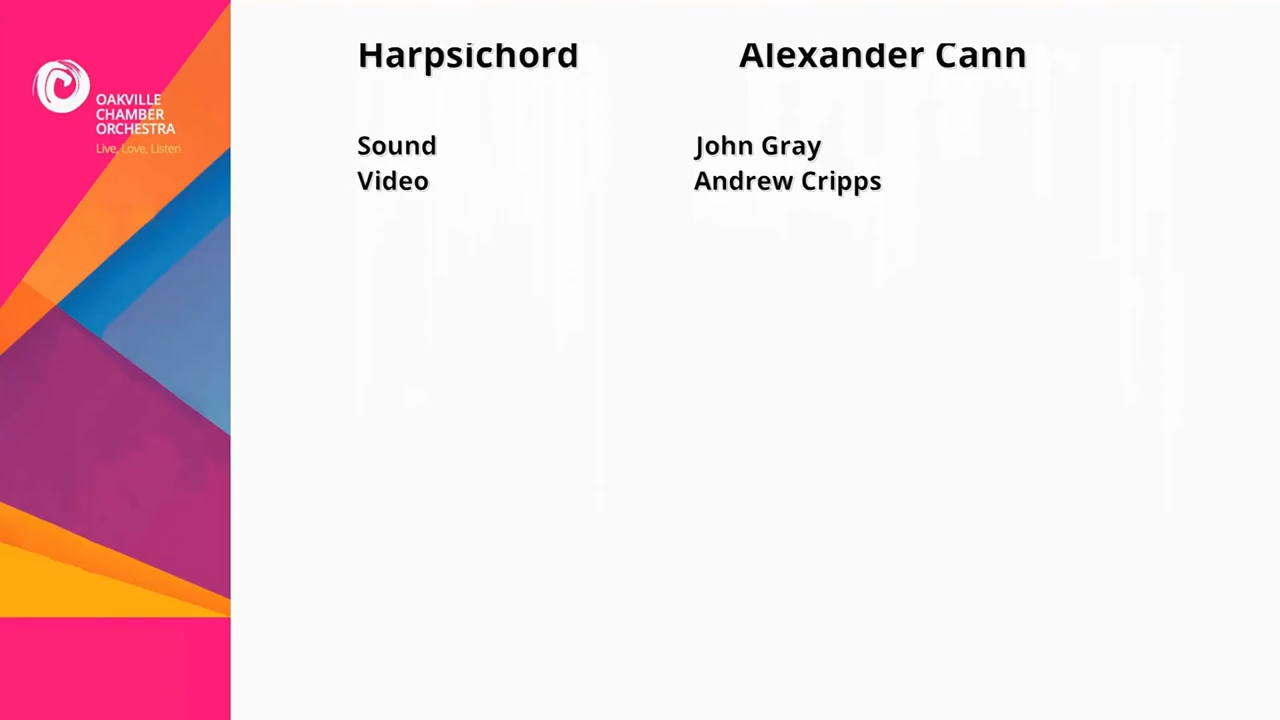 OAKVILLE
CHAMBER
ORCHESTRA
Live, Love, Listen
Harpsichord Alexander Cann
Sound John Gray
Video Andrew Cripps